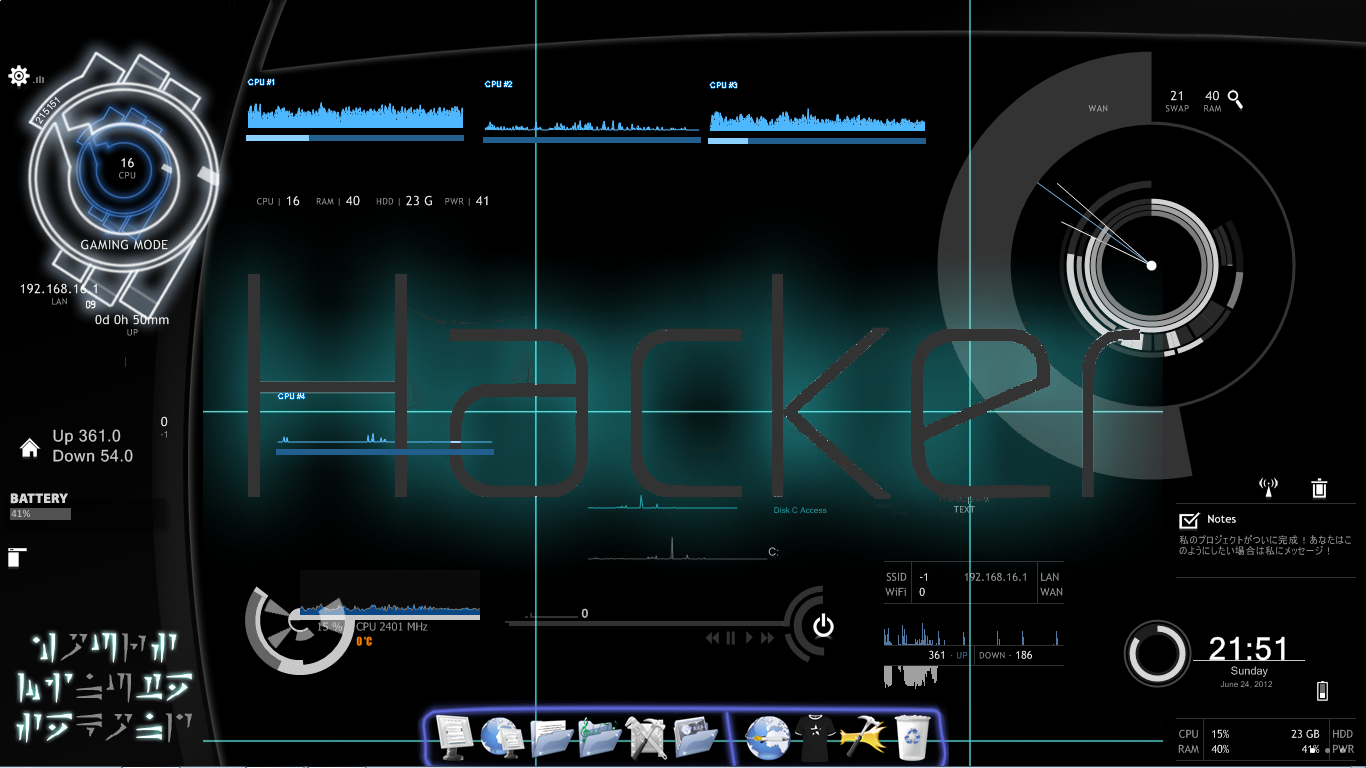 CPU #1
CPU #2
CPU #3
21 40
SWAP RAM
WAN
215151
16
CPU
CPU | 16 RAM | 40 HDD | 23 G PWR | 41
GAMING MODE
192.168.16.1
LAN
09
0d 0h 50mm
UP
Hacker
CPU #4
0
-1
Up 361.0
Down 54.0
BATTERY
41%
Disk C Access
TEXT
C:
Notes
私のプロジェクトがついに完成！あなたはこ
のようにしたい場合は私にメッセージ！
SSID -1 192.168.16.1 LAN
WiFi 0 WAN
0
15 % CPU 2401 MHz
0°C
361 - UP DOWN - 186
21:51
Sunday
June 24, 2012
CPU 15% 23 GB HDD
RAM 40% 41% PWR